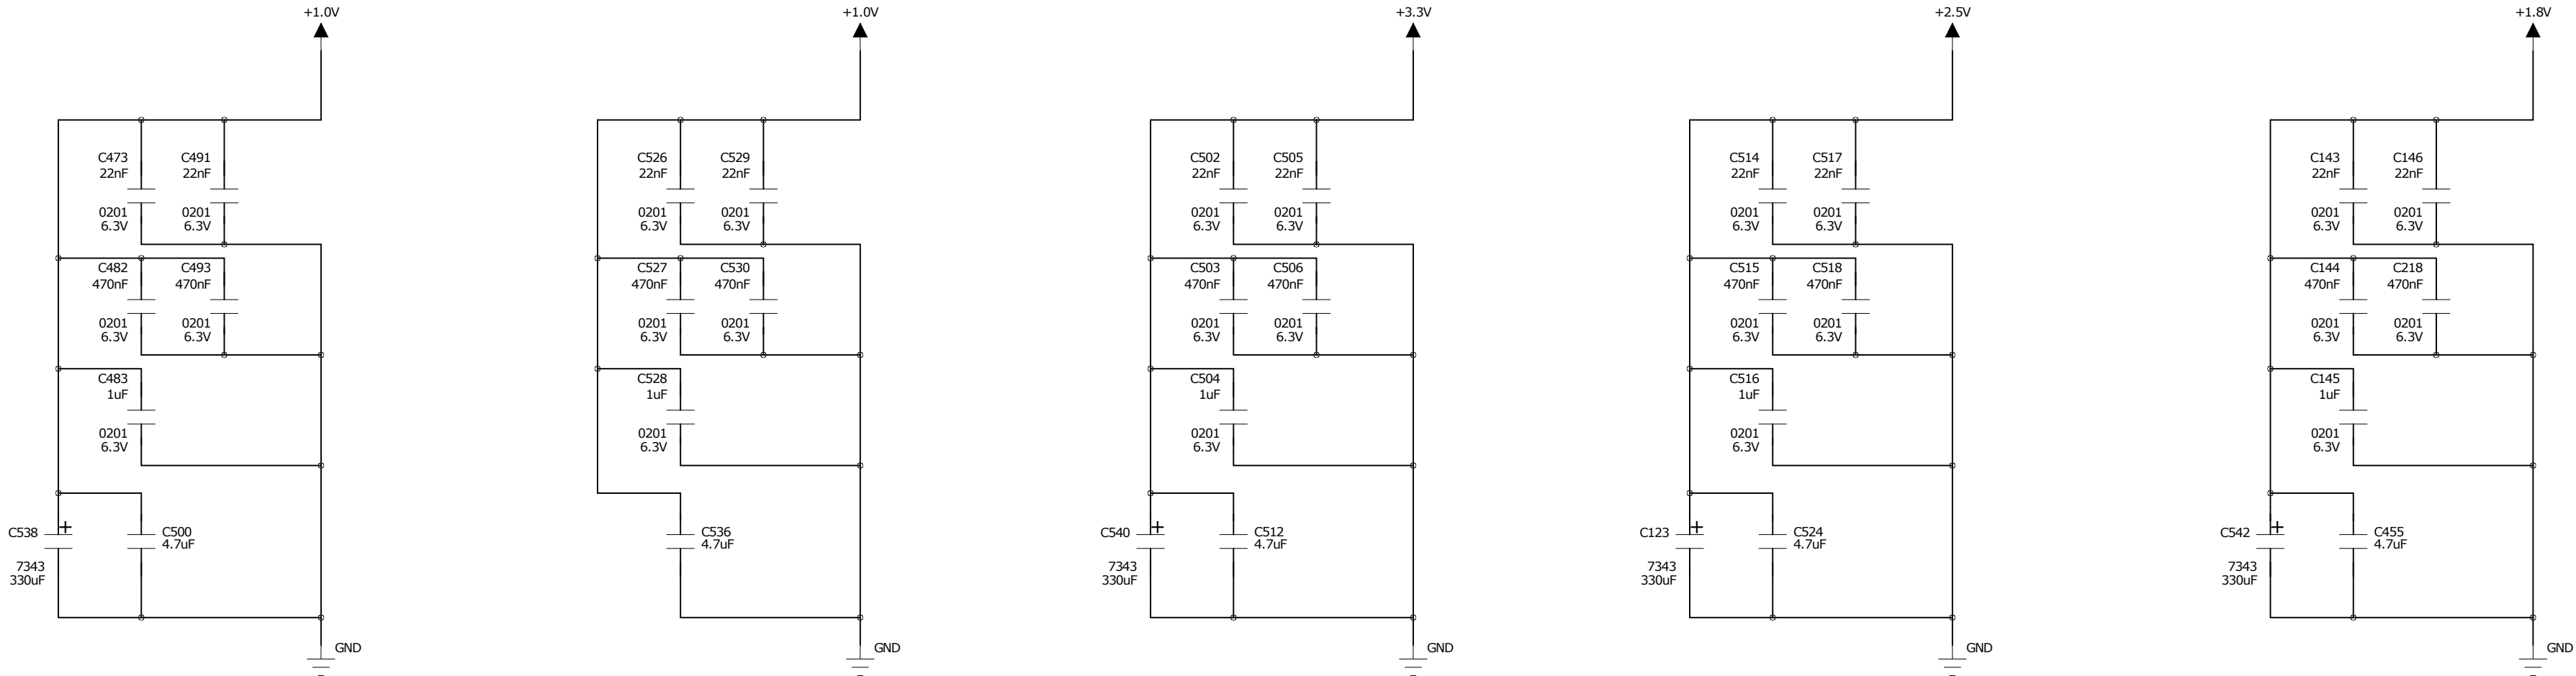 +1.0V
+1.0V
+3.3V
+2.5V
+1.8V
C473 C491
22nF 22nF
0201 0201
6.3V 6.3V
C482 C493
470nF 470nF
0201 0201
6.3V 6.3V
C483
1uF
0201
6.3V
C538
+
7343
330uF
C500
4.7uF
GND
C526 C529
22nF 22nF
0201 0201
6.3V 6.3V
C527 C530
470nF 470nF
0201 0201
6.3V 6.3V
C528
1uF
0201
6.3V
C536
4.7uF
GND
C502 C505
22nF 22nF
0201 0201
6.3V 6.3V
C503 C506
470nF 470nF
0201 0201
6.3V 6.3V
C504
1uF
0201
6.3V
C540
+
7343
330uF
C512
4.7uF
GND
C514 C517
22nF 22nF
0201 0201
6.3V 6.3V
C515 C518
470nF 470nF
0201 0201
6.3V 6.3V
C516
1uF
0201
6.3V
C123
+
7343
330uF
C524
4.7uF
GND
C143 C146
22nF 22nF
0201 0201
6.3V 6.3V
C144 C218
470nF 470nF
0201 0201
6.3V 6.3V
C145
1uF
0201
6.3V
C542
+
7343
330uF
C455
4.7uF
GND